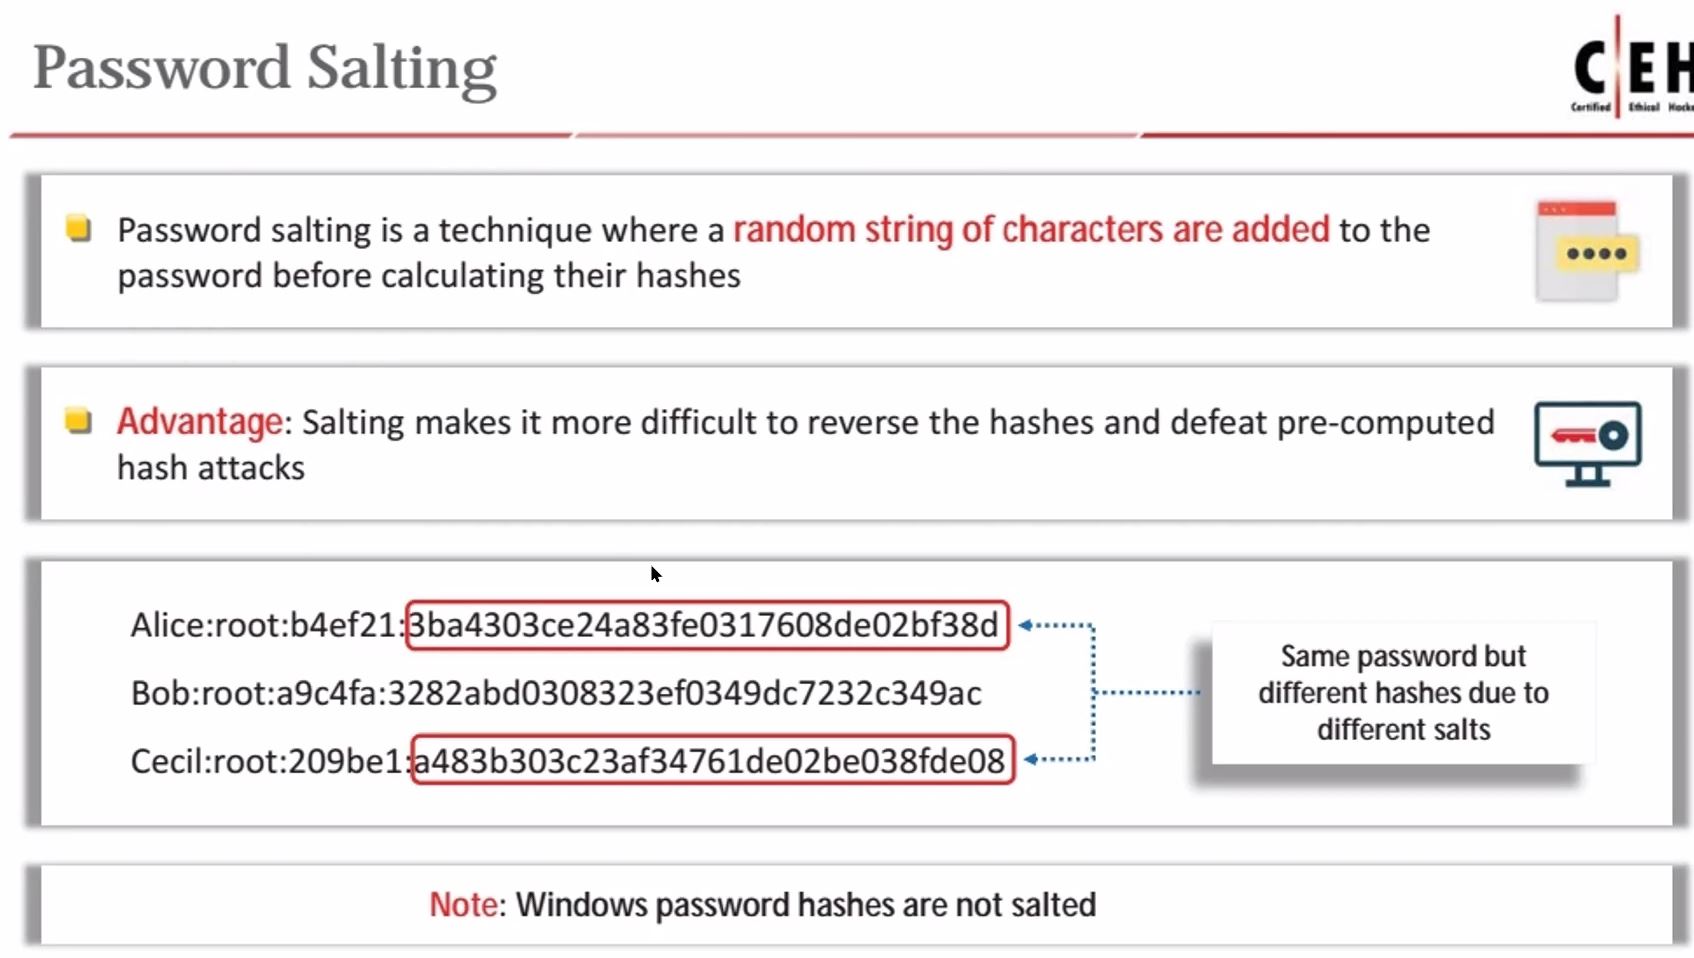 Password Salting
C|EH
Certified Ethical
Password salting is a technique where a random string of characters are added to the
password before calculating their hashes
Advantage: Salting makes it more difficult to reverse the hashes and defeat pre-computed
hash attacks
Alice:root:b4ef21:3ba4303ce24a83fe0317608de02bf38d
Bob:root:a9c4fa:3282abd0308323ef0349dc7232c349ac
Cecil:root:209be1:a483b303c23af34761de02be038fde08
Same password but
different hashes due to
different salts
Note: Windows password hashes are not salted